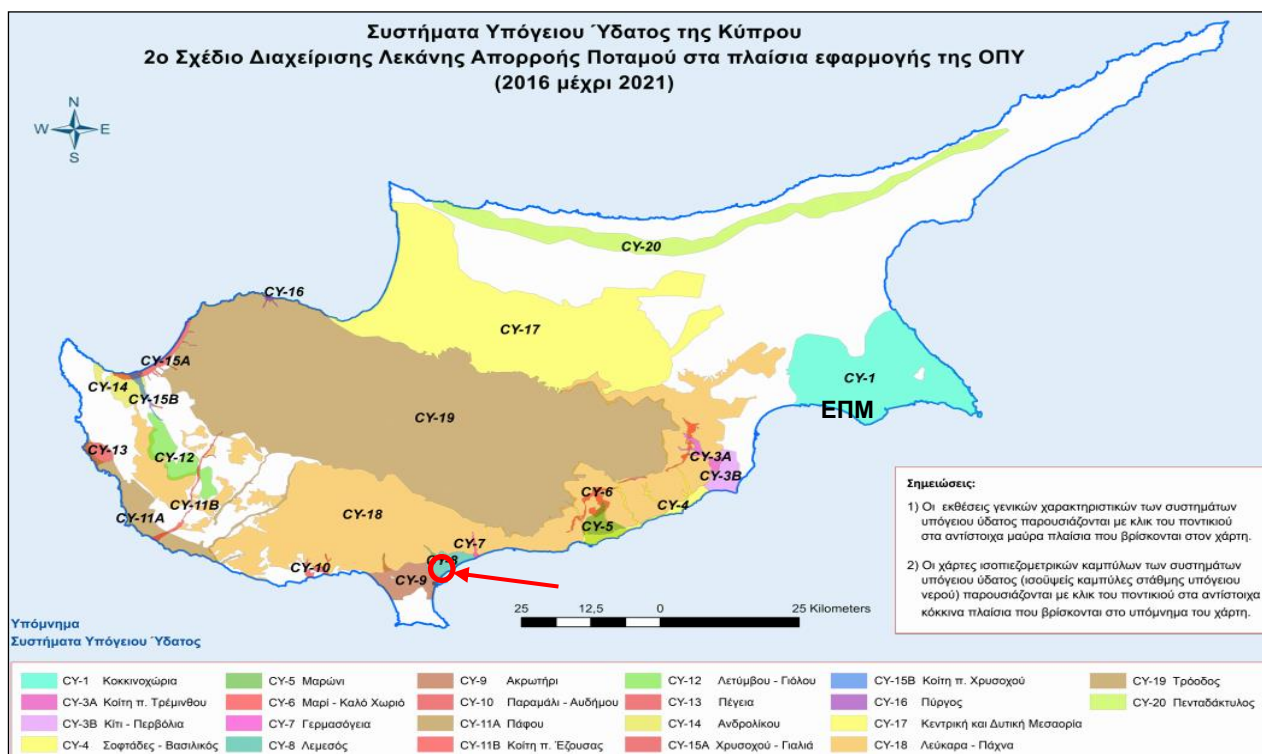 Συστήματα Υπόγειου Ύδατος της Κύπρου
2ο Σχέδιο Διαχείρισης Λεκάνης Απορροής Ποταμού στα πλαίσια εφαρμογής της ΟΠΥ
(2016 μέχρι 2021)
N
W E
S
CY-20
CY-16
CY-17
CY-15A
CY-1
CY-14
CY-15B
ΕΠΜ
CY-19
CY-13
CY-12
CY-3A
CY-3B
CY-6
CY-4
CY-11B
CY-11A
CY-18
CY-5
CY-7
CY-8
CY-10
CY-9
25 12,5 0 25 Kilometers
Σημειώσεις:
1) Οι εκθέσεις γενικών χαρακτηριστικών των συστημάτων
υπόγειου ύδατος παρουσιάζονται με κλικ του ποντικιού
στα αντίστοιχα μαύρα πλαίσια που βρίσκονται στον χάρτη.
2) Οι χάρτες ισοπιεζομετρικών καμπύλων των συστημάτων
υπόγειου ύδατος (ισοϋψείς καμπύλες στάθμης υπόγειου
νερού) παρουσιάζονται με κλικ του ποντικιού στα αντίστοιχα
κόκκινα πλαίσια που βρίσκονται στο υπόμνημα του χάρτη.
Υπόμνημα
Συστήματα Υπόγειου Ύδατος
CY-1 Κοκκινοχώρια
CY-3A Κοίτη π. Τρέμινθου
CY-3B Κίτι - Περβόλια
CY-4 Σοφτάδες - Βασιλικός
CY-5 Μαρώνι
CY-6 Μαρί - Καλό Χωριό
CY-7 Γερμασόγεια
CY-8 Λεμεσός
CY-9 Ακρωτήρι
CY-10 Παραμάλι - Αυδήμου
CY-11A Πάφου
CY-11B Κοίτη π. Έζουσας
CY-12 Λετύμβου - Γιόλου
CY-13 Πέγεια
CY-14 Ανδρολίκου
CY-15A Χρυσοχού - Γιαλιά
CY-15B Κοίτη π. Χρυσοχού
CY-16 Πύργος
CY-17 Κεντρική και Δυτική Μεσαορία
CY-18 Λεύκαρα - Πάχνα
CY-19 Τρόοδος
CY-20 Πενταδάκτυλος